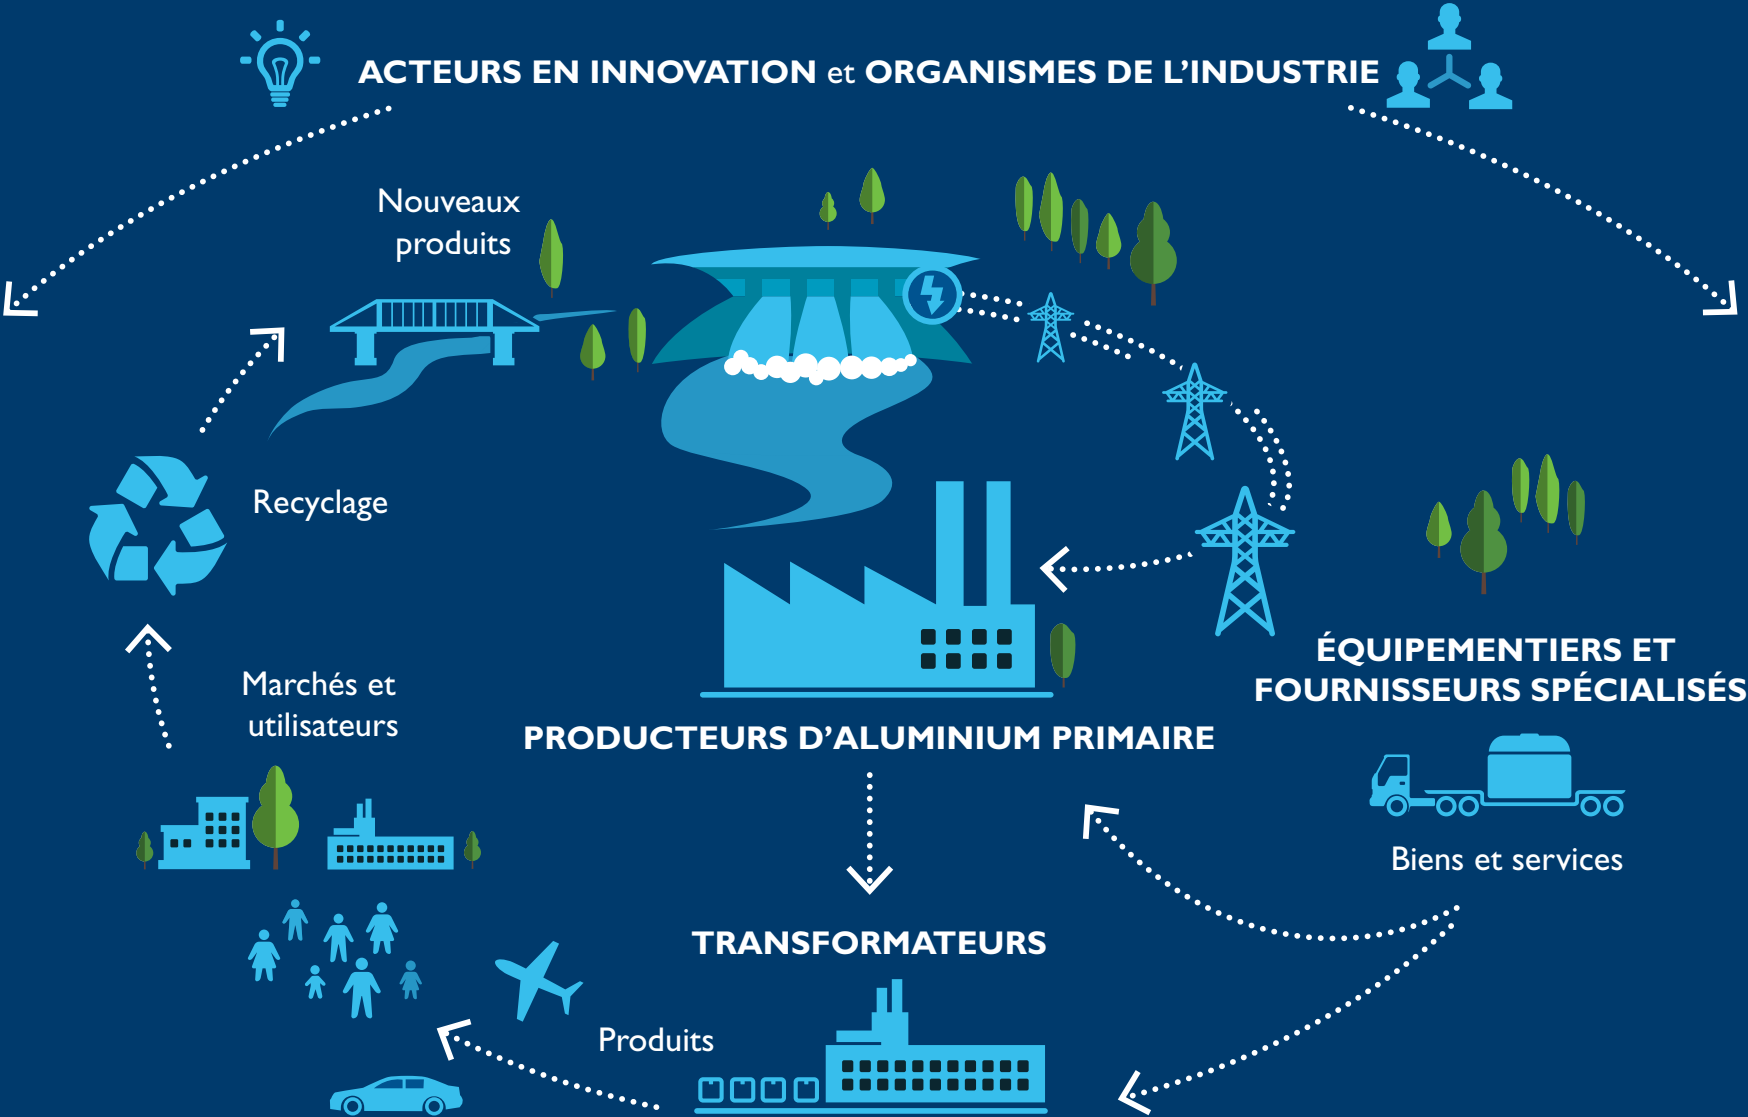 ACTEURS EN INNOVATION et ORGANISMES DE L’INDUSTRIE
Nouveaux
produits
Recyclage
Marchés et
utilisateurs
PRODUCTEURS D’ALUMINIUM PRIMAIRE
ÉQUIPEMENTIERS ET
FOURNISSEURS SPÉCIALISÉS
Biens et services
TRANSFORMATEURS
Produits